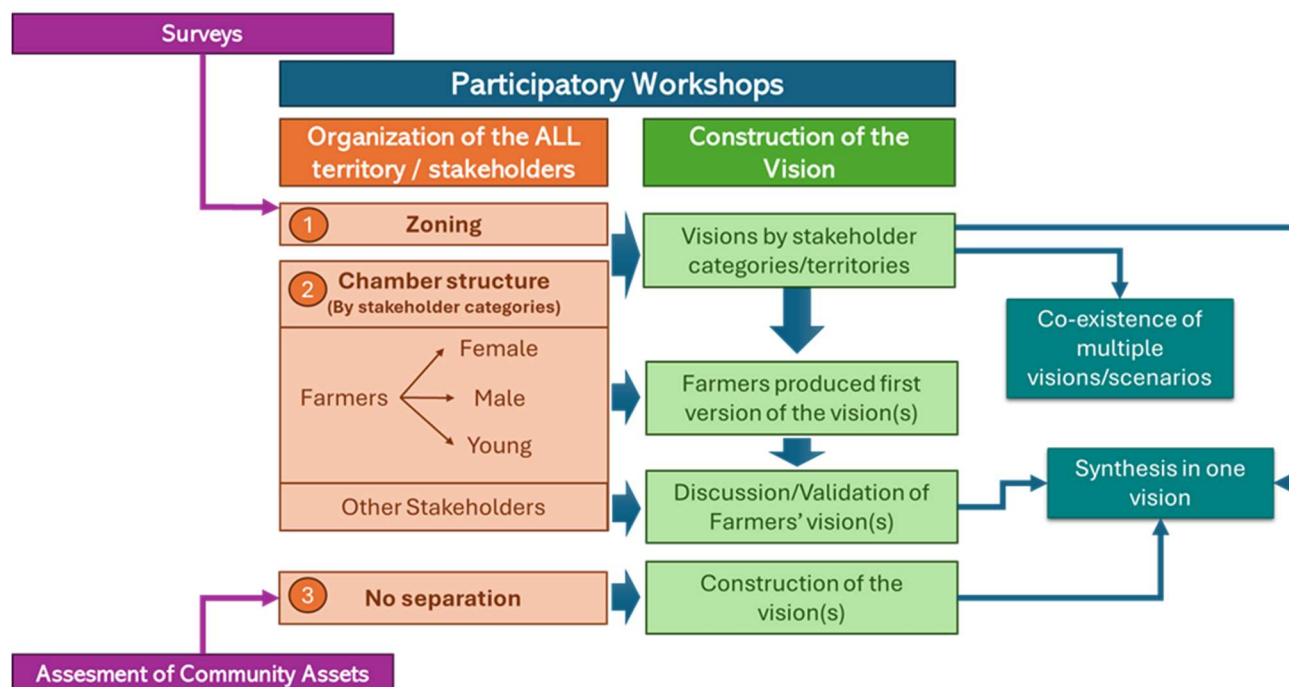 Surveys
Participatory Workshops
Organization of the ALL
territory / stakeholders
Construction of the
Vision
1
Zoning
2
Chamber structure
(By stakeholder categories)
Farmers
Female
Male
Young
Other Stakeholders
3
No separation
Visions by stakeholder
categories/territories
Farmers produced first
version of the vision(s)
Discussion/Validation of
Farmers' vision(s)
Construction of the
vision(s)
Co-existence of
multiple
visions/scenarios
Synthesis in one
vision
Assesment of Community Assets